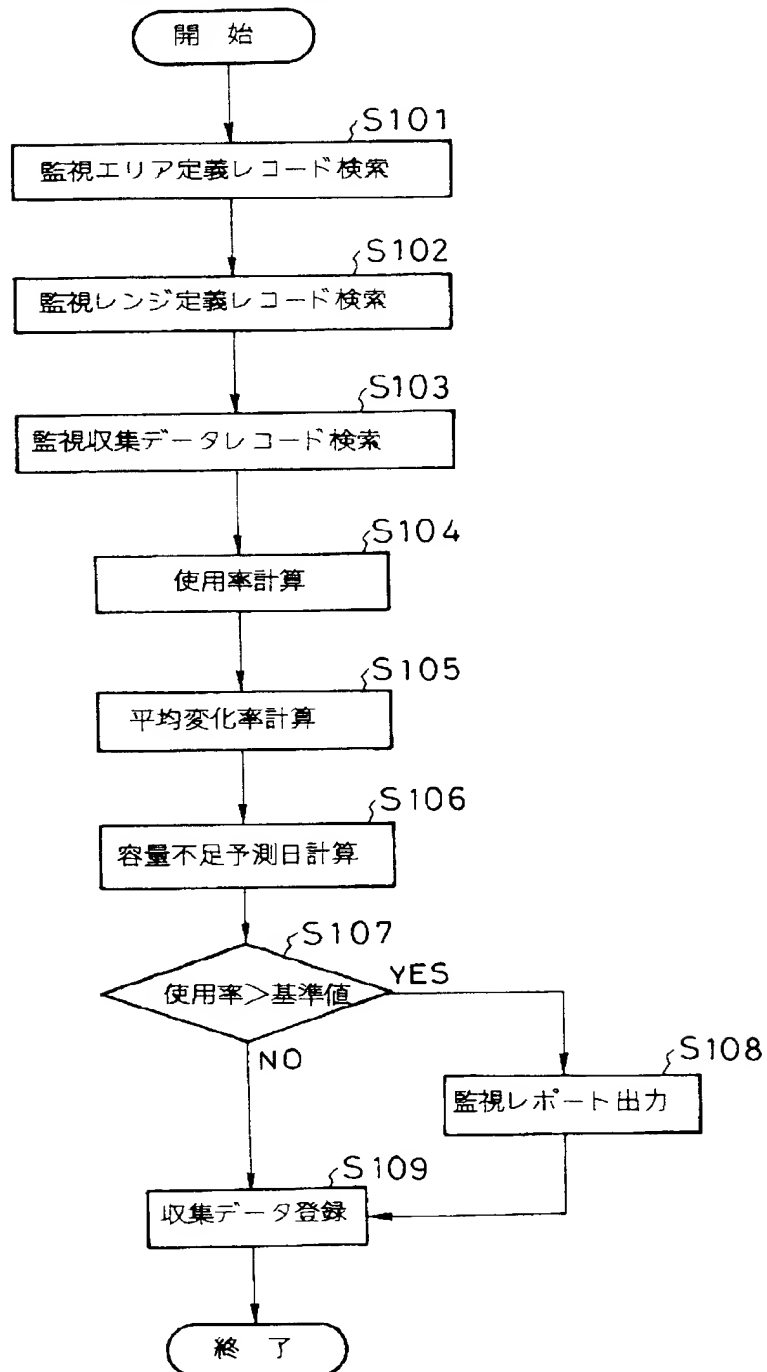 開 始
S101
監視エリア定義レコード検索
S102
監視レンジ定義レコード検索
S103
監視収集データレコード検索
S104
使用率計算
S105
平均変化率計算
S106
容量不足予測日計算
S107
使用率>基準値
YES
NO
S108
監視レポート出力
S109
収集データ登録
終 了